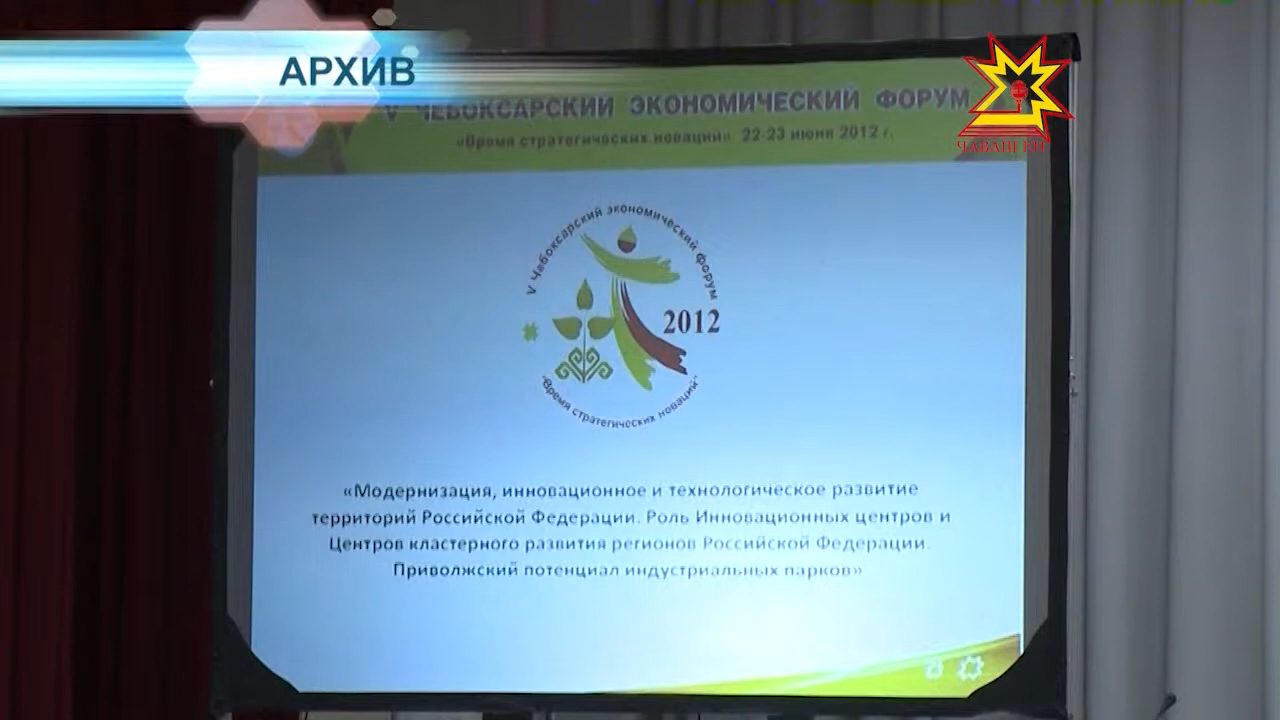 АРХИВ
V ЧЕБОКСАРСКИЙ ЭКОНОМИЧЕСКИЙ ФОРУМ
«Время стратегических новаций» 22-23 июня 2012 г.
V Чебоксарский экономический форум
2012
"Время стратегических новаций"
«Модернизация, инновационное и технологическое развитие
территорий Российской Федерации. Роль Инновационных центров и
Центров кластерного развития регионов Российской Федерации.
Приволжский потенциал индустриальных парков»